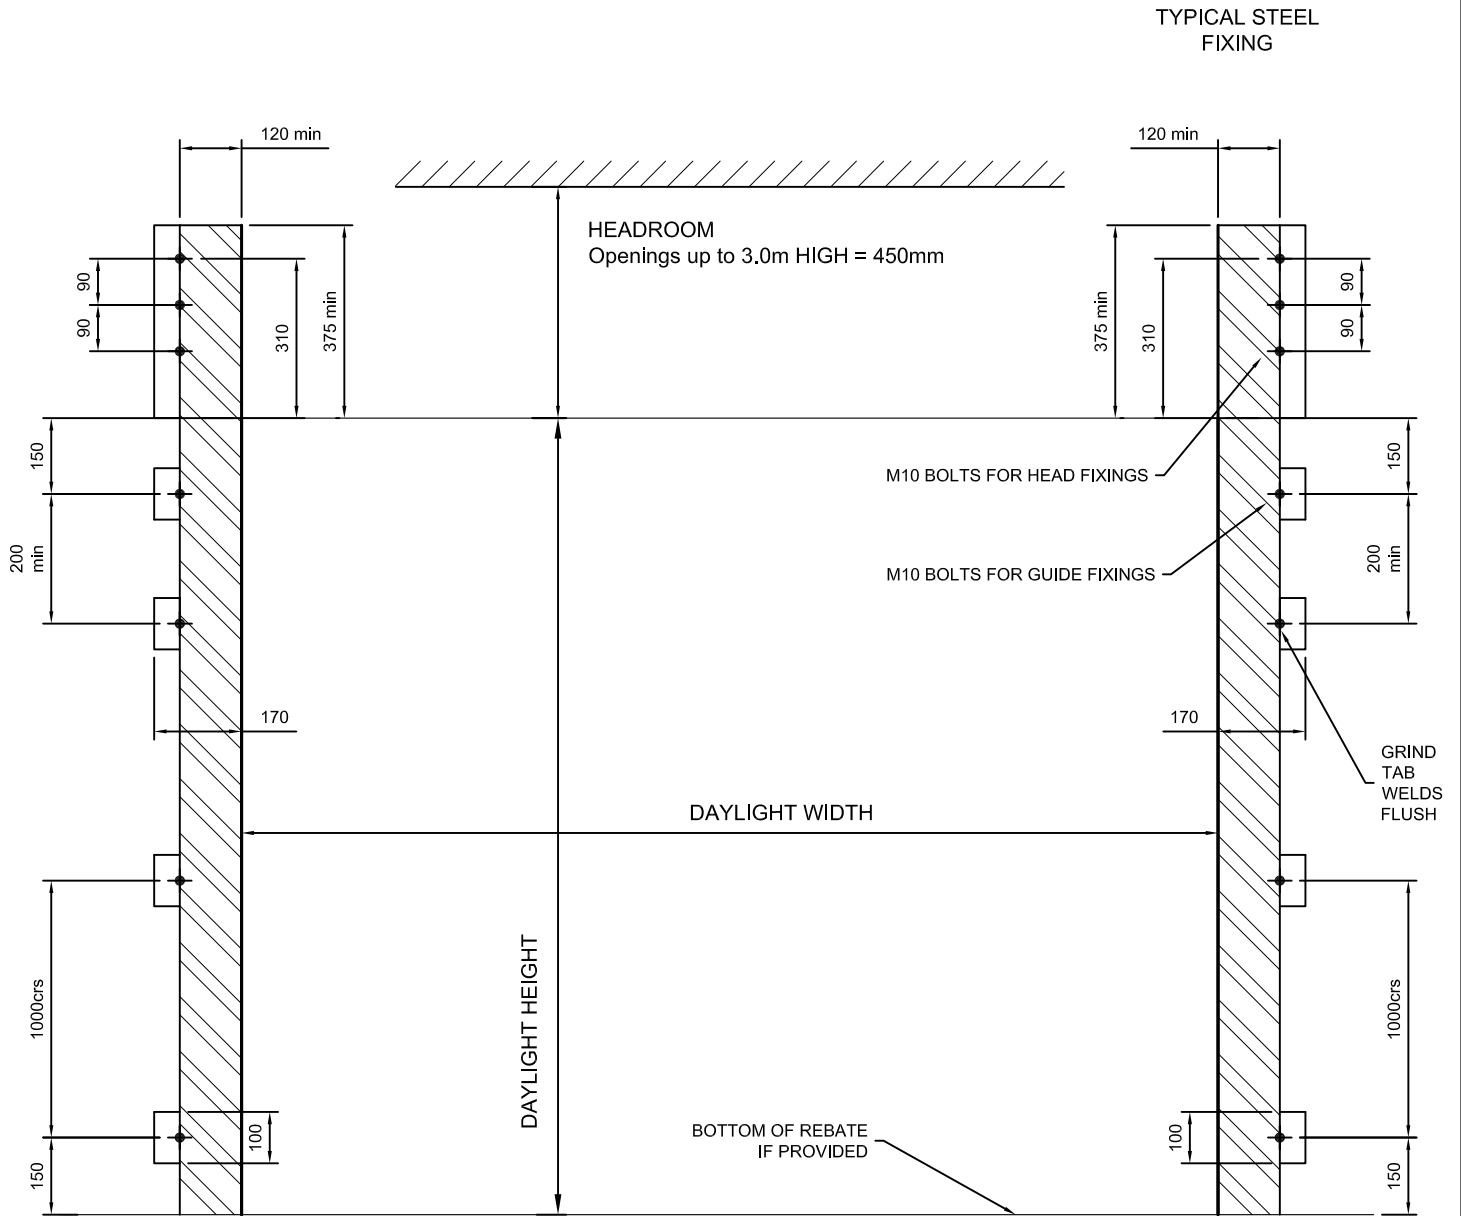 TYPICAL STEEL
FIXING
120 min
120 min
HEADROOM
Openings up to 3.0m HIGH = 450mm
90
90
310
375 min
375 min
310
90
90
150
200
min
M10 BOLTS FOR HEAD FIXINGS
150
M10 BOLTS FOR GUIDE FIXINGS
200
min
170
170
GRIND
TAB
WELDS
FLUSH
DAYLIGHT WIDTH
DAYLIGHT HEIGHT
1000crs
1000crs
100
100
BOTTOM OF REBATE
IF PROVIDED
150
150